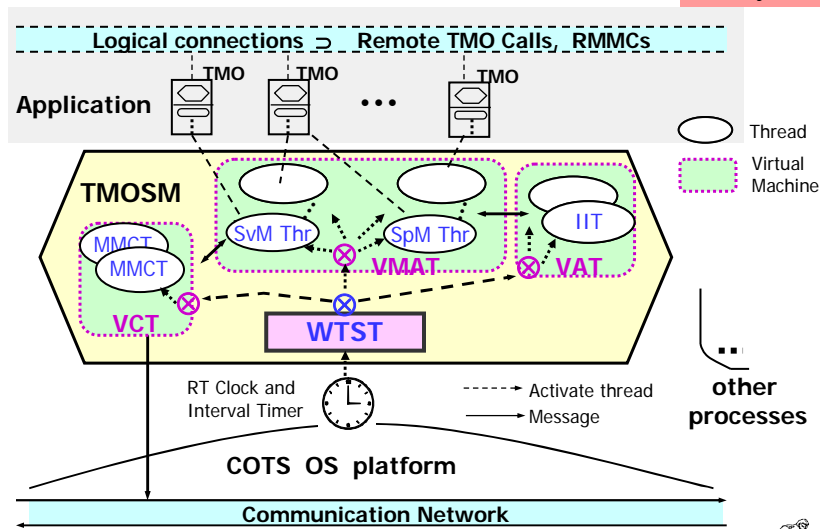 Logical connections ⊃ Remote TMO Calls, RMMCs
TMO
TMO
TMO
Application
•••
Thread
Virtual
Machine
TMOSM
MMCT
MMCT
SvM Thr
SpM Thr
IIT
VMAT
VAT
VCT
WTST
RT Clock and
Interval Timer
Activate thread
Message
other
processes
COTS OS platform
Communication Network